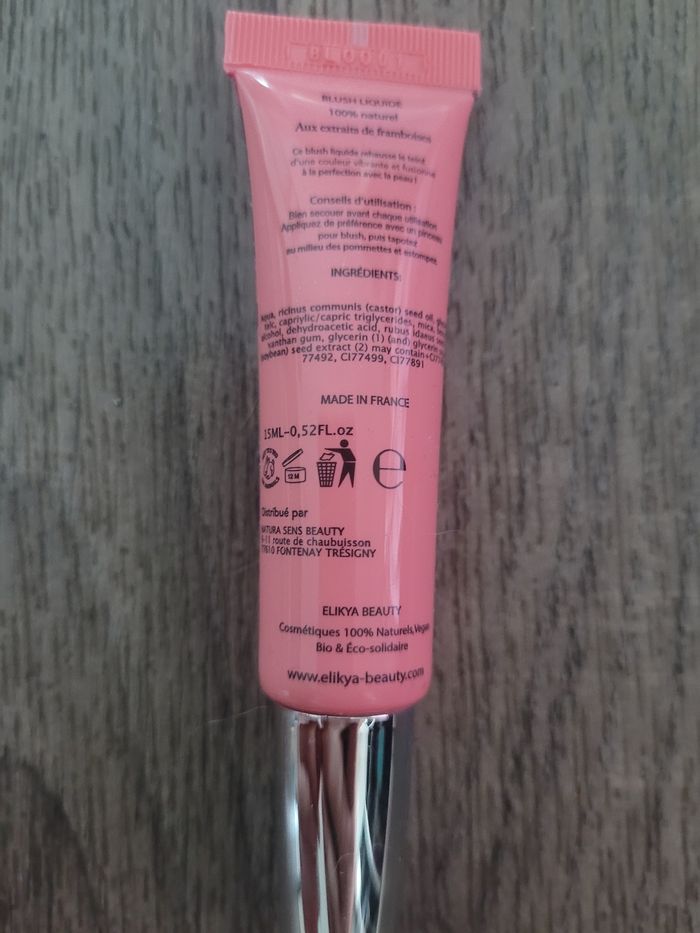 BLUSH LIQUIDE
100% naturel
Aux extraits de framboises
Ce blush liquide rehausse le teint
d'une couleur vibrante et fusionne
à la perfection avec la peau !
Conseils d'utilisation :
Bien secouer avant chaque utilisation
Appliquez de préférence avec un pinceau
pour blush, puis tapotez
au milieu des pommettes et estompez
INGRÉDIENTS:
ricinus communis (castor) seed oil,
talc, caprylic/capric triglycerides, mica,
alcohol, dehydroacetic acid, rubus idaeus
xanthan gum, glycerin (1) (and) glycerin
seed extract (2) may contain+
77492, CI77499, CI77891
MADE IN FRANCE
15ML-0,52FL.oz
12 M
e
Distribué par
NATURA SENS BEAUTY
route de chaubuisson
77610 FONTENAY TRÉSIGNY
ELIKYA BEAUTY
Cosmétiques 100% Naturels, Vegan
Bio & Éco-solidaire
www.elikya-beauty.com